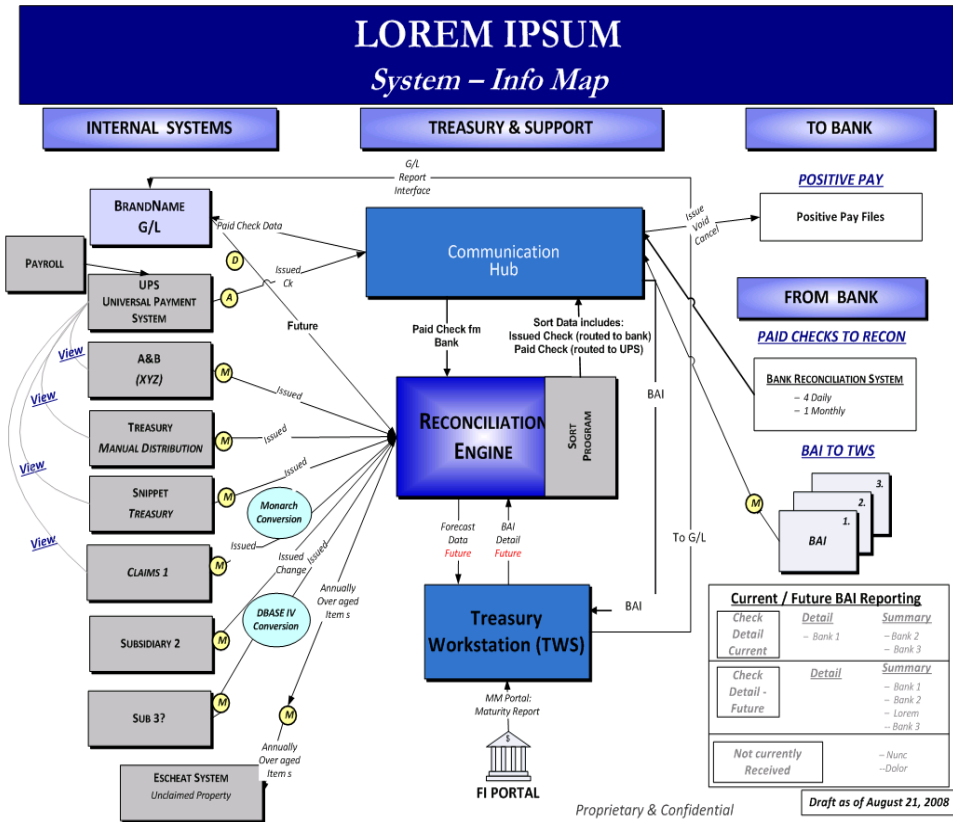 LOREM IPSUM
System – Info Map
INTERNAL SYSTEMS
TREASURY & SUPPORT
TO BANK
G/L
Report
Interface
POSITIVE PAY
Positive Pay Files
BRANDNAME
G/L
Paid Check Data
Issue
Void
Cancel
PAYROLL
Communication
Hub
D
UPS
UNIVERSAL PAYMENT
SYSTEM
A
Issued
Ck
FROM BANK
Future
Paid Check fm
Bank
Sort Data includes:
Issued Check (routed to bank)
Paid Check (routed to UPS)
PAID CHECKS TO RECON
View
A&B
(XYZ)
M
Issued
BAI
BANK RECONCILIATION SYSTEM
– 4 Daily
– 1 Monthly
View
TREASURY
MANUAL DISTRIBUTION
M
Issued
RECONCILIATION
ENGINE
SORT
PROGRAM
BAI TO TWS
View
SNIPPET
TREASURY
M
Issued
Monarch
Conversion
M
3.
2.
1.
BAI
View
CLAIMS 1
M
Issued
Issued
Change
Issued
Forecast
Data
Future
BAI
Detail
Future
To G/L
Annually
Over aged
Item s
DBASE IV
Conversion
SUBSIDIARY 2
M
Treasury
Workstation (TWS)
BAI
Current / Future BAI Reporting
Check
Detail
Current
Detail
– Bank 1
Summary
– Bank 2
– Bank 3
Check
Detail -
Future
Detail
Summary
– Bank 1
– Bank 2
– Lorem
-- Bank 3
Not currently
Received
–Nunc
--Dolor
SUB 3?
M
M
MM Portal:
Maturity Report
$
FI PORTAL
Annually
Over aged
Item s
ESCHEAT SYSTEM
Unclaimed Property
Proprietary & Confidential
Draft as of August 21, 2008